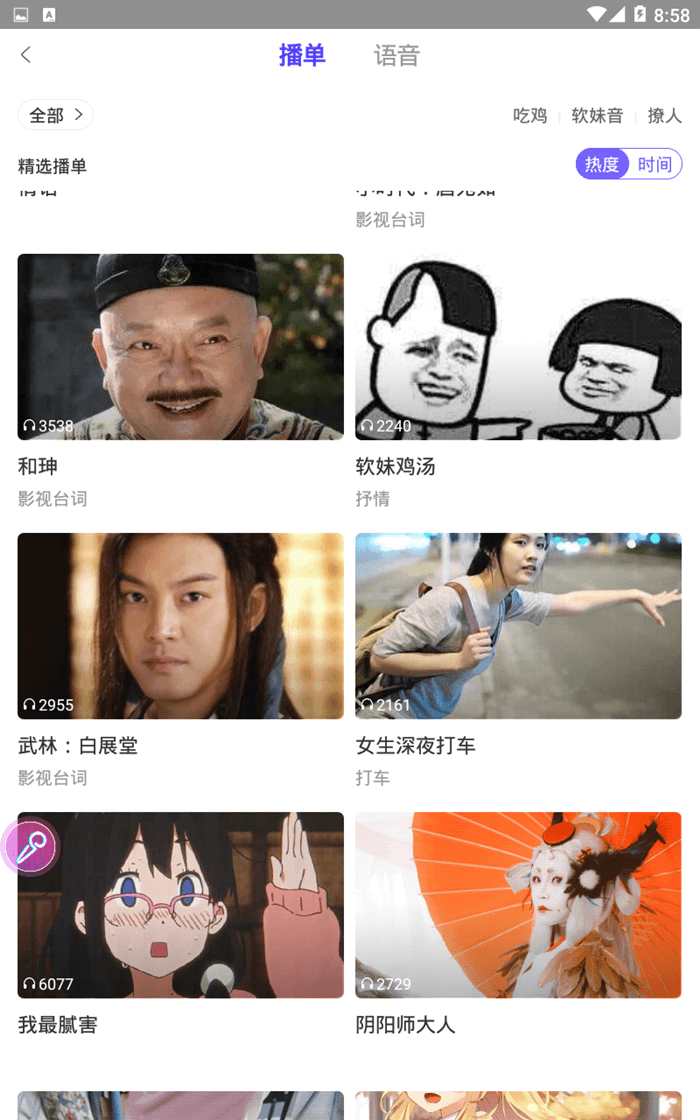 8:58
播单 语音
全部
吃鸡 软妹音 撩人
精选播单
热度 时间
影视台词
3538
2240
和珅
软妹鸡汤
影视台词
抒情
2955
2161
武林：白展堂
女生深夜打车
影视台词
打车
6077
2729
我最腻害
阴阳师大人